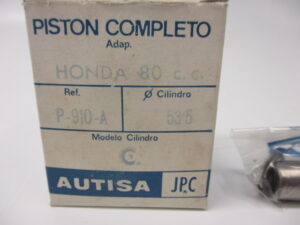 PISTON COMPLETO
Adap.
HONDA 80 c.c.
Ref. Ø Cilindro
P-910-A 53'5
Modelo Cilindro
C.
AUTISA JPC